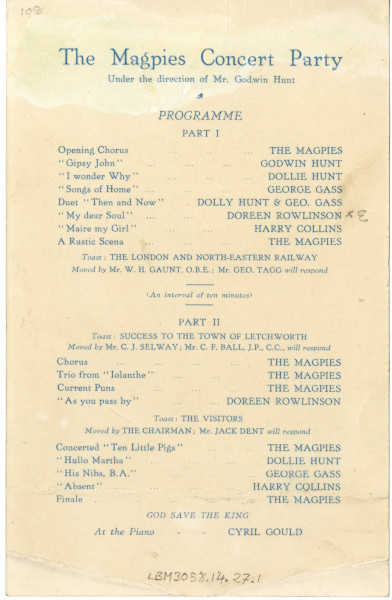 108
The Magpies Concert Party
Under the direction of Mr. Godwin Hunt
PROGRAMME
PART I
Opening Chorus ... ... THE MAGPIES
"Gipsy John" ... ... ... GODWIN HUNT
"I wonder Why" ... ... DOLLIE HUNT
"Songs of Home" ... ... ... GEORGE GASS
Duet "Then and Now" .. DOLLY HUNT & GEO. GASS
"My dear Soul" ... ... DOREEN ROWLINSON
"Maire my Girl" ... ... HARRY COLLINS
A Rustic Scena ... ... ... THE MAGPIES
Toast: THE LONDON AND NORTH-EASTERN RAILWAY
Moved by Mr. W. H. GAUNT, O.B.E.; Mr. GEO. TAGG will respond
(An interval of ten minutes)
PART II
Toast: SUCCESS TO THE TOWN OF LETCHWORTH
Moved by Mr. C. J. SELWAY; Mr. C. F. BALL, J.P., C.C., will respond
Chorus ... ... ... THE MAGPIES
Trio from "Iolanthe" ... ... THE MAGPIES
Current Puns ... ... ... THE MAGPIES
"As you pass by" ... ... DOREEN ROWLINSON
Toast: THE VISITORS
Moved by THE CHAIRMAN; Mr. JACK DENT will respond
Concerted "Ten Little Pigs" ... THE MAGPIES
"Hullo Martha" ... ... ... DOLLIE HUNT
"His Nibs, B.A." ... ... GEORGE GASS
"Absent" ... ... ... HARRY COLLINS
Finale ... ... ... THE MAGPIES
GOD SAVE THE KING
At the Piano - - CYRIL GOULD
LBM3058.14.27.1